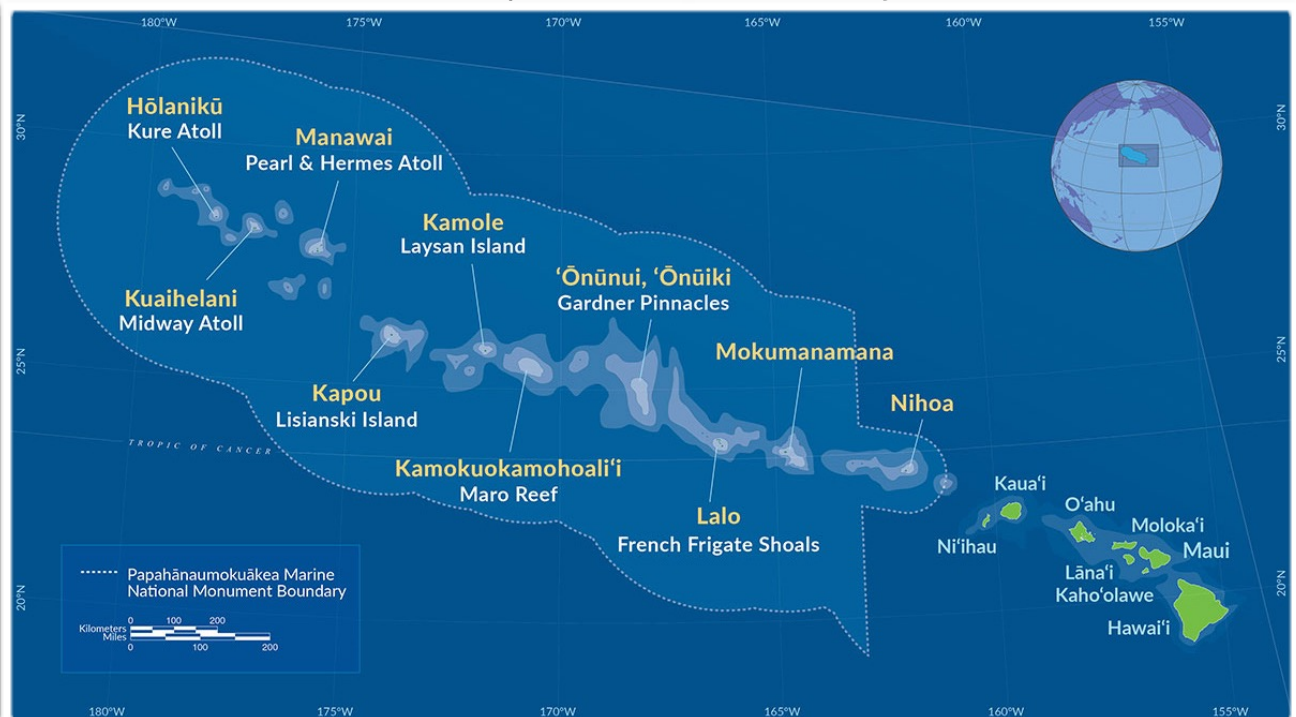 180°W 175°W 170°W 165°W 160°W 155°W
30°N
30°N
Hōlanikū
Kure Atoll
Manawai
Pearl & Hermes Atoll
Kamole
Laysan Island
ʻŌnūnui, ʻŌnūiki
Gardner Pinnacles
Kuaihelani
Midway Atoll
Mokumanamana
25°N
25°N
Kapou
Lisianski Island
Nihoa
TROPIC OF CANCER
Kamokuokamohoaliʻi
Maro Reef
Lalo
French Frigate Shoals
Kauaʻi
Niʻihau
Oʻahu
Molokaʻi
Maui
Lānaʻi
Kahoʻolawe
Hawaiʻi
20°N
20°N
Papahānaumokuākea Marine
National Monument Boundary
0 100 200
Kilometers
Miles
0 100 200
180°W 175°W 170°W 165°W 160°W 155°W